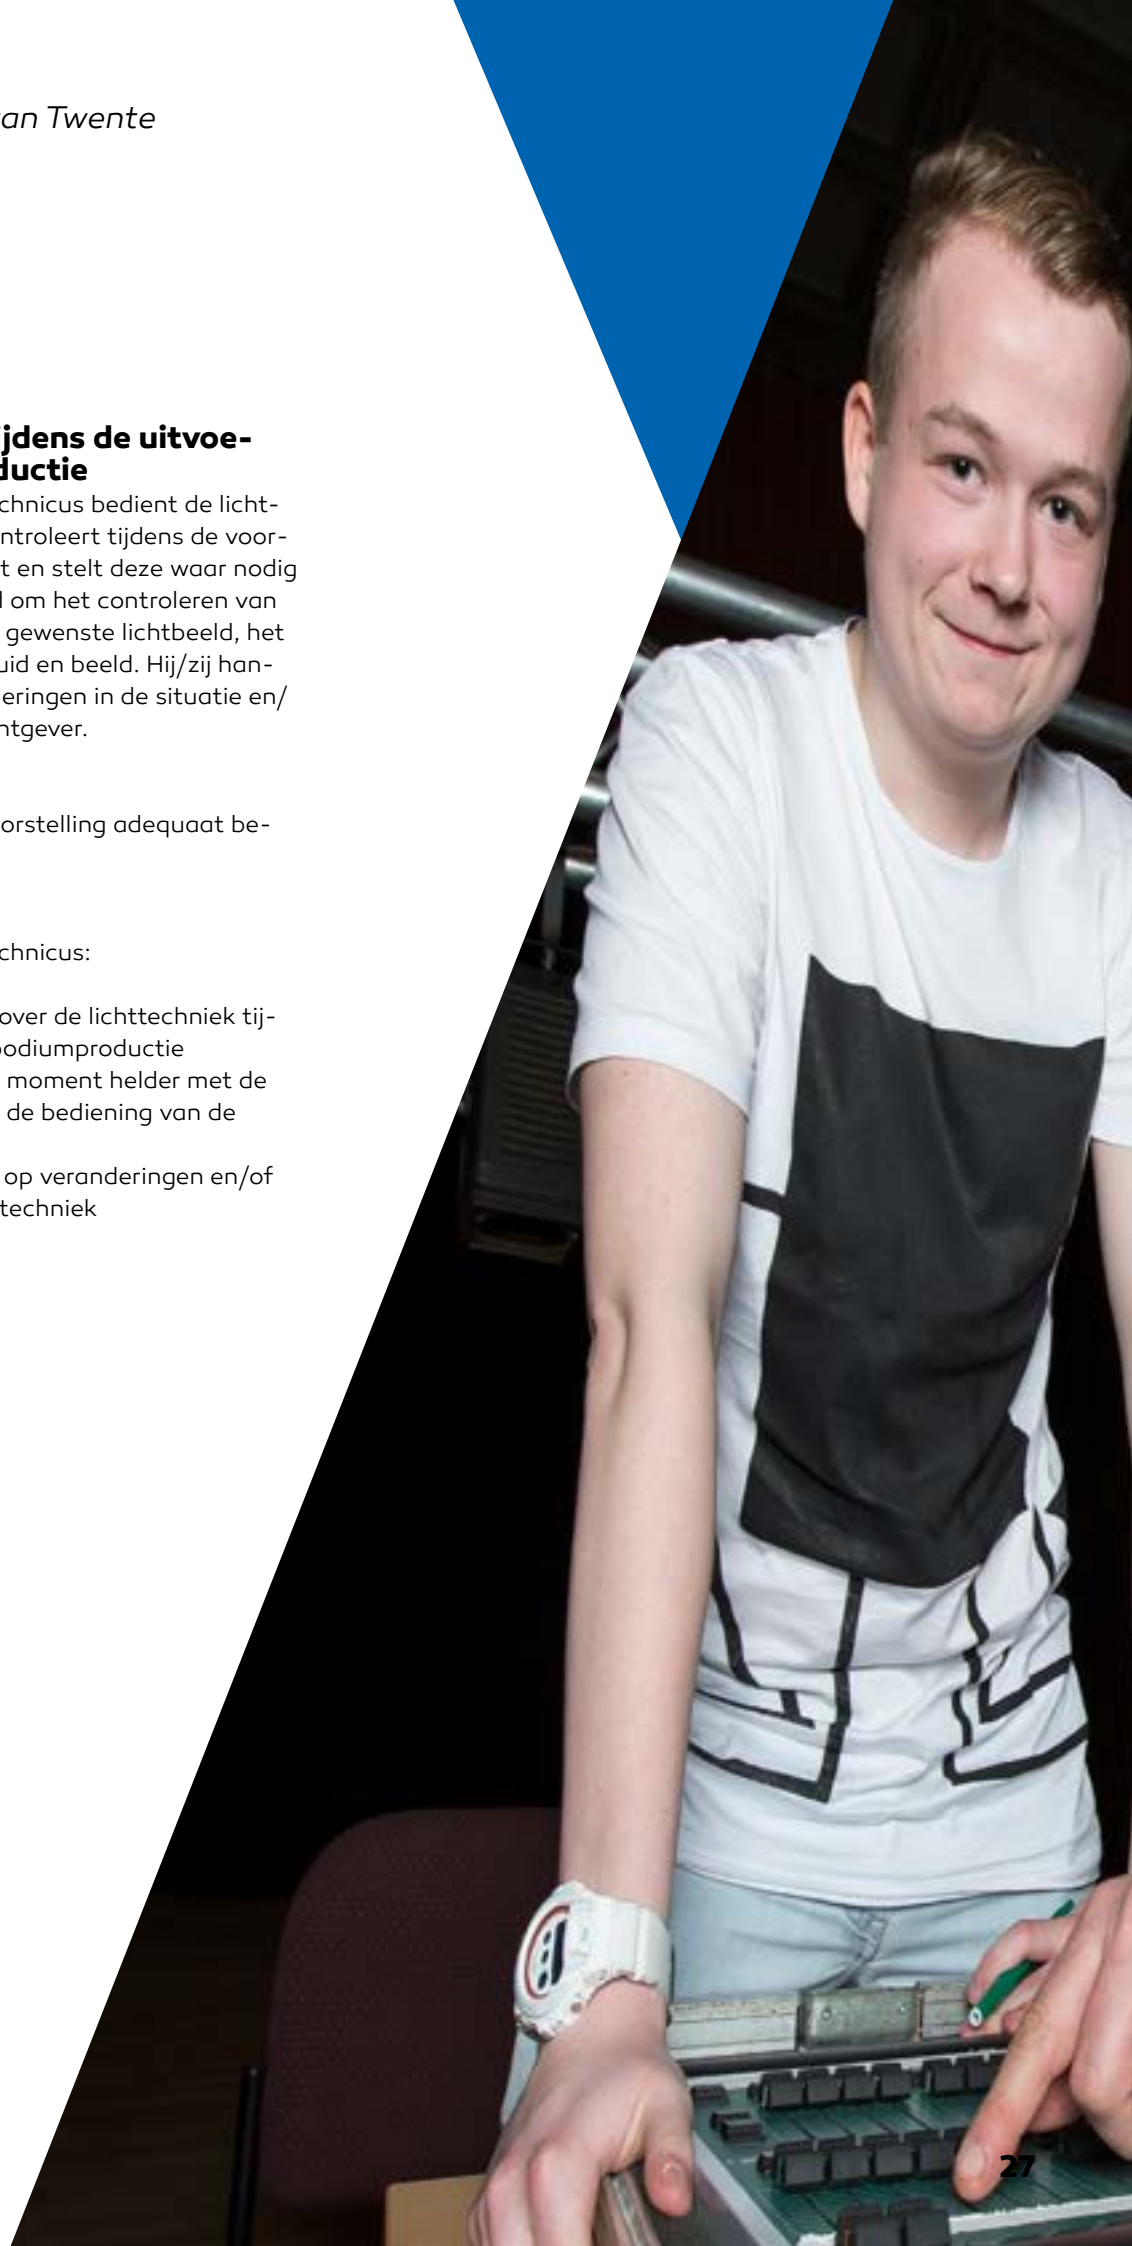 an Twente
jdens de uitvoe-
ductie
chnicus bedient de licht-
ntroleert tijdens de voor-
t en stelt deze waar nodig
om het controleren van
gewenste lichtbeeld, het
uid en beeld. Hij/zij han-
eringen in de situatie en/
ntgever.
orstelling adequaat be-
chnicus:
over de lichttechniek tij-
podiumproductie
moment helder met de
de bediening van de
op veranderingen en/of
techniek
27